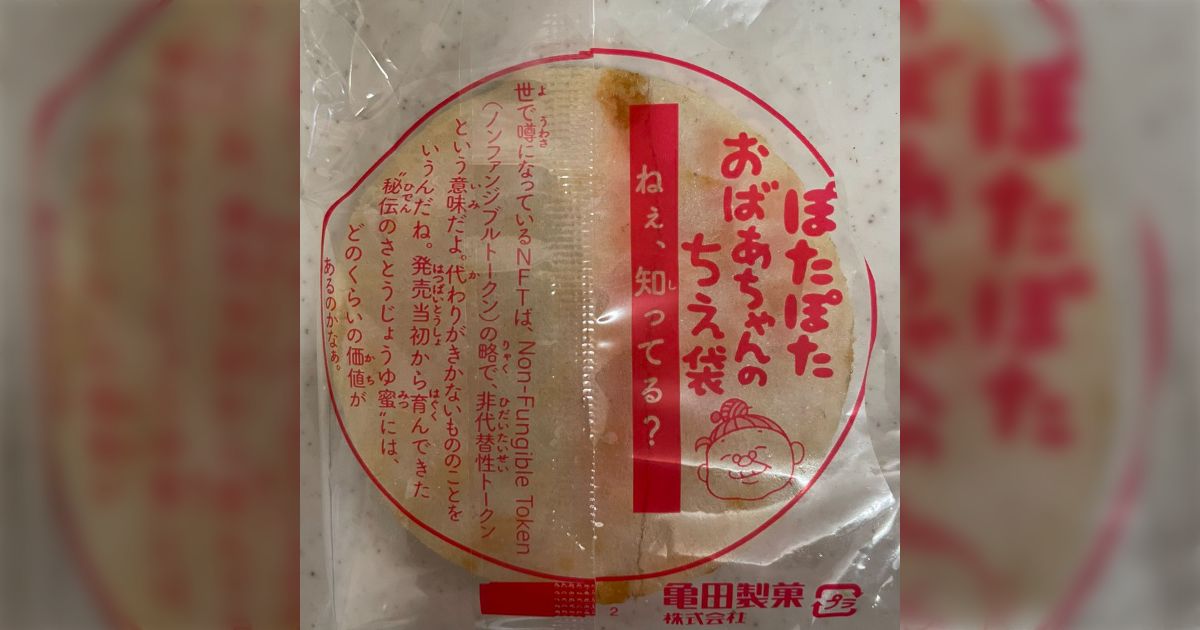 ぽたぽた
おばあちゃんの
ちえ袋
ねぇ、知ってる?
世で噂になっているNFTは、Non-Fungible Token
(ノンファンジブルトークン)の略で、非代替性トークン
という意味だよ。代わりがきかないもののことを
いうんだね。発売当初から育んできた
"秘伝のさとうじょうゆ蜜"には、
どのくらいの価値が
あるのかなぁ。
2
亀田製菓
株式会社
プラ